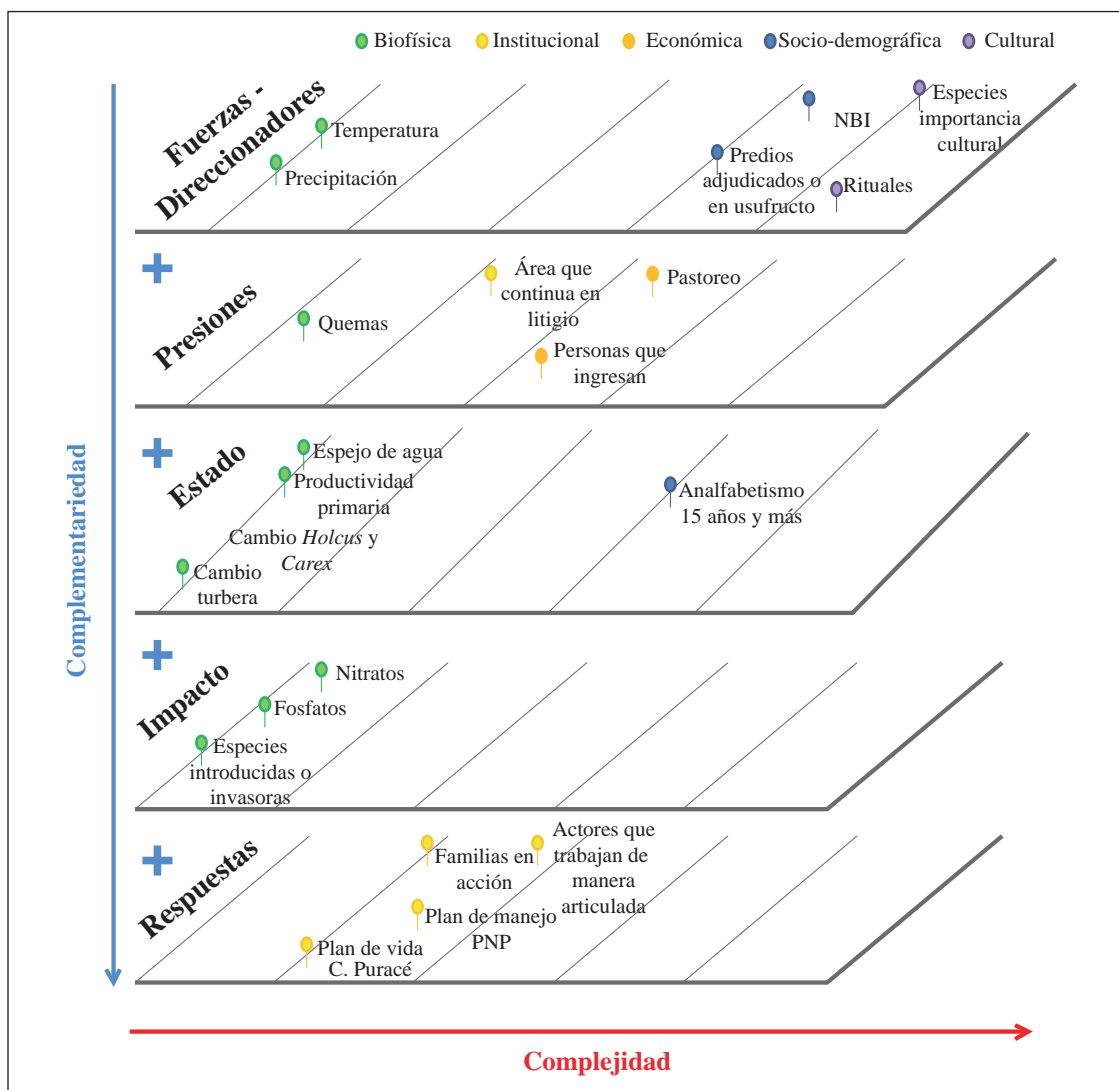 Biofísica Institucional Económica Socio-demográfica Cultural
Fuerzas -
Direccionadores
Temperatura
Precipitación
NBI
Especies
importancia
cultural
Predios
adjudicados o
en usufructo
Rituales
+
Presiones
Quemas
Área que
continua en
litigio
Pastoreo
Personas que
ingresan
+
Estado
Espejo de agua
Productividad
primaria
Cambio Holcus y
Carex
Cambio
turbera
Analfabetismo
15 años y más
+
Impacto
Nitratos
Fosfatos
Especies
introducidas o
invasoras
+
Respuestas
Familias en
acción
Actores que
trabajan de
manera
articulada
Plan de manejo
PNP
Plan de vida
C. Puracé
Complementariedad
Complejidad